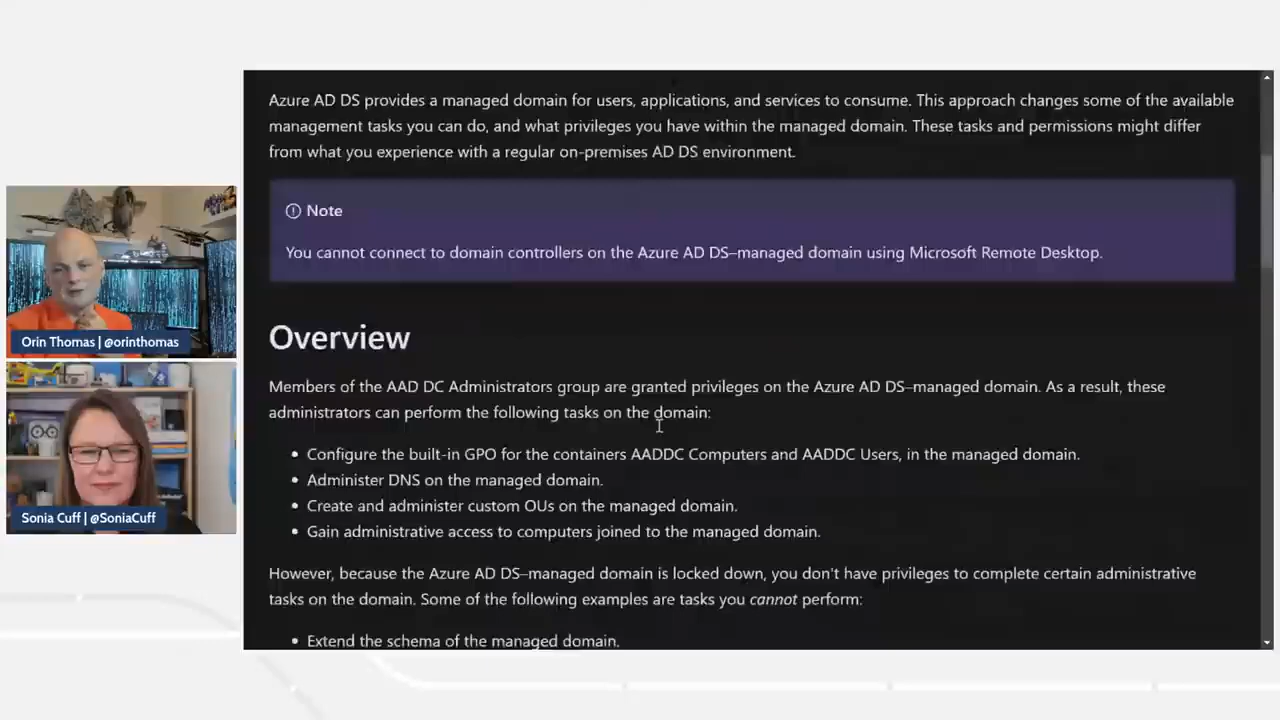 Azure AD DS provides a managed domain for users, applications, and services to consume. This approach changes some of the available
management tasks you can do, and what privileges you have within the managed domain. These tasks and permissions might differ
from what you experience with a regular on-premises AD DS environment.
Note
You cannot connect to domain controllers on the Azure AD DS–managed domain using Microsoft Remote Desktop.
Overview
Members of the AAD DC Administrators group are granted privileges on the Azure AD DS–managed domain. As a result, these
administrators can perform the following tasks on the domain:
• Configure the built-in GPO for the containers AADDC Computers and AADDC Users, in the managed domain.
• Administer DNS on the managed domain.
• Create and administer custom OUs on the managed domain.
• Gain administrative access to computers joined to the managed domain.
However, because the Azure AD DS–managed domain is locked down, you don't have privileges to complete certain administrative
tasks on the domain. Some of the following examples are tasks you cannot perform:
• Extend the schema of the managed domain.
Orin Thomas | @orinthomas
Sonia Cuff | @SoniaCuff